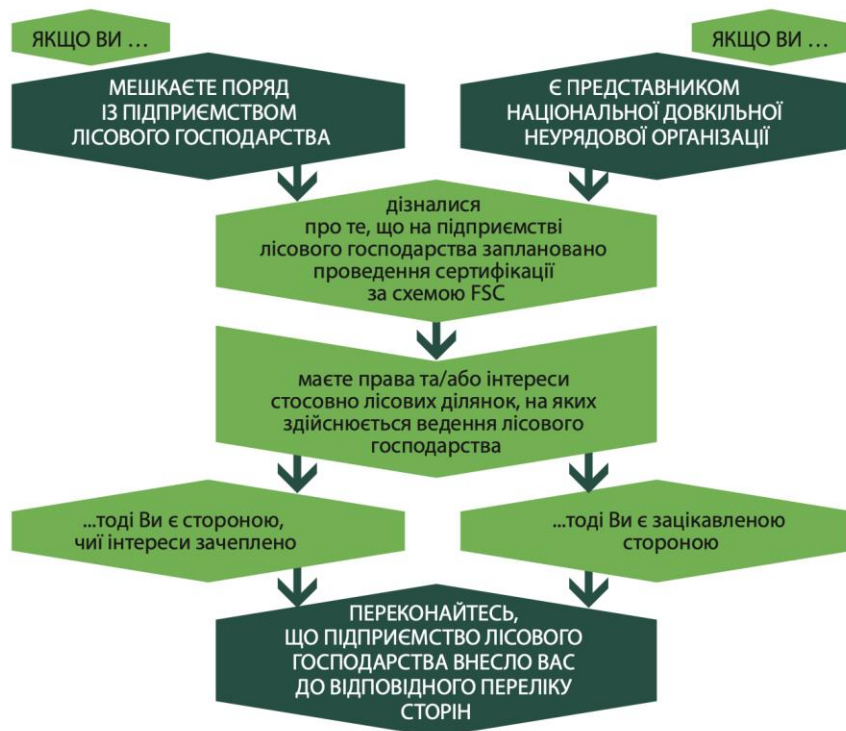 ЯКЩО ВИ ...
ЯКЩО ВИ ...
МЕШКАЄТЕ ПОРЯД
ІЗ ПІДПРИЄМСТВОМ
ЛІСОВОГО ГОСПОДАРСТВА
Є ПРЕДСТАВНИКОМ
НАЦІОНАЛЬНОЇ ДОВКІЛЬНОЇ
НЕУРЯДОВОЇ ОРГАНІЗАЦІЇ
дізналися
про те, що на підприємстві
лісового господарства заплановано
проведення сертифікації
за схемою FSC
маєте права та/або інтереси
стосовно лісових ділянок, на яких
здійснюється ведення лісового
господарства
...тоді Ви є стороною,
чиї інтереси зачеплено
...тоді Ви є зацікавленою
стороною
ПЕРЕКОНАЙТЕСЬ,
ЩО ПІДПРИЄМСТВО ЛІСОВОГО
ГОСПОДАРСТВА ВНЕСЛО ВАС
ДО ВІДПОВІДНОГО ПЕРЕЛІКУ
СТОРІН